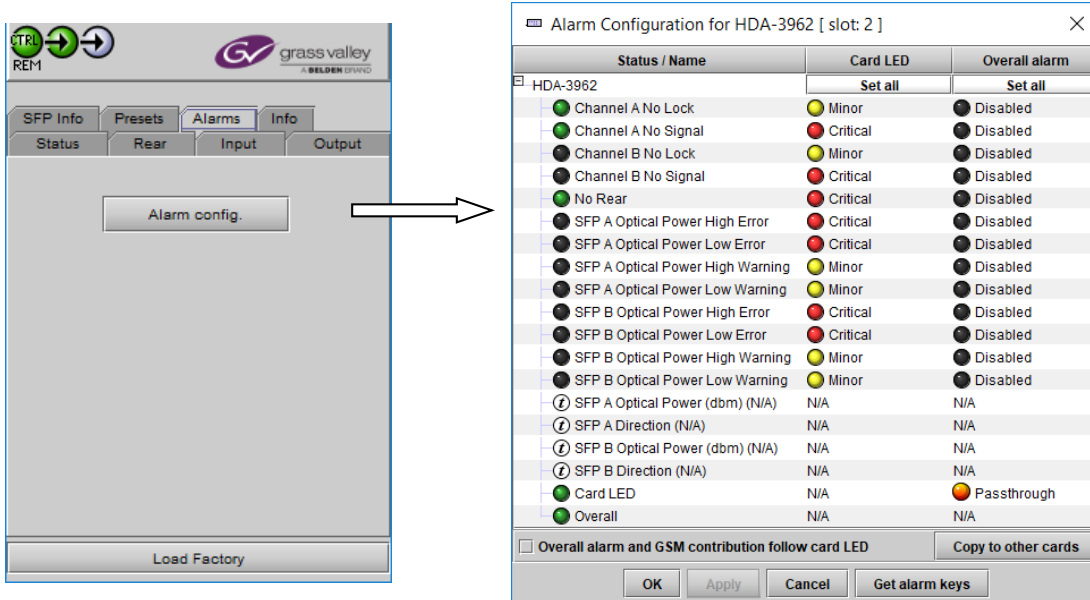 CTRL
REM
grass valley
A BELDEN BRAND
SFP Info Presets Alarms Info
Status Rear Input Output
Alarm config.
Load Factory
Alarm Configuration for HDA-3962 [ slot: 2 ]
Status / Name Card LED Overall alarm
HDA-3962 Set all Set all
Channel A No Lock Minor Disabled
Channel A No Signal Critical Disabled
Channel B No Lock Minor Disabled
Channel B No Signal Critical Disabled
No Rear Critical Disabled
SFP A Optical Power High Error Critical Disabled
SFP A Optical Power Low Error Critical Disabled
SFP A Optical Power High Warning Minor Disabled
SFP A Optical Power Low Warning Minor Disabled
SFP B Optical Power High Error Critical Disabled
SFP B Optical Power Low Error Critical Disabled
SFP B Optical Power High Warning Minor Disabled
SFP B Optical Power Low Warning Minor Disabled
t SFP A Optical Power (dbm) (N/A) N/A N/A
t SFP A Direction (N/A) N/A N/A
t SFP B Optical Power (dbm) (N/A) N/A N/A
t SFP B Direction (N/A) N/A N/A
Card LED N/A Passthrough
Overall N/A N/A
Overall alarm and GSM contribution follow card LED Copy to other cards
OK Apply Cancel Get alarm keys